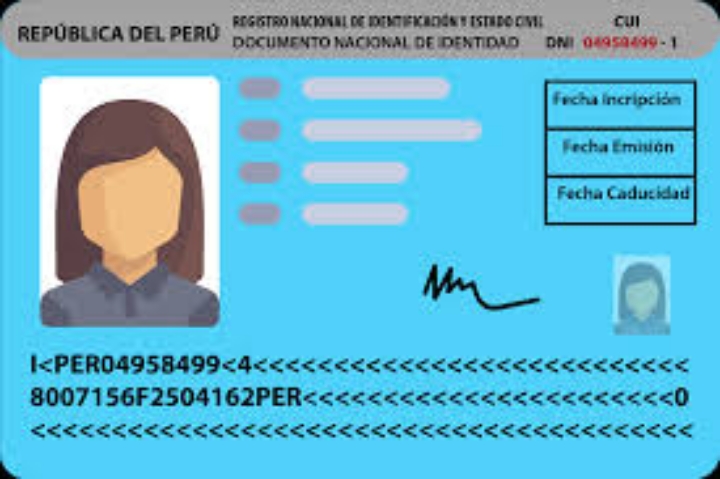 REPÚBLICA DEL PERÚ
REGISTRO NACIONAL DE IDENTIFICACIÓN Y ESTADO CIVIL
DOCUMENTO NACIONAL DE IDENTIDAD
CUI
DNI 04958499 - 1
Fecha Incripción
Fecha Emisión
Fecha Caducidad
I<PER04958499<4<<<<<<<<<<<<<<<<<<<<<<<<<<<<
8007156F2504162PER<<<<<<<<<<<<<<<<<<<<<<<<0
<<<<<<<<<<<<<<<<<<<<<<<<<<<<<<<<<<<<<<<<<